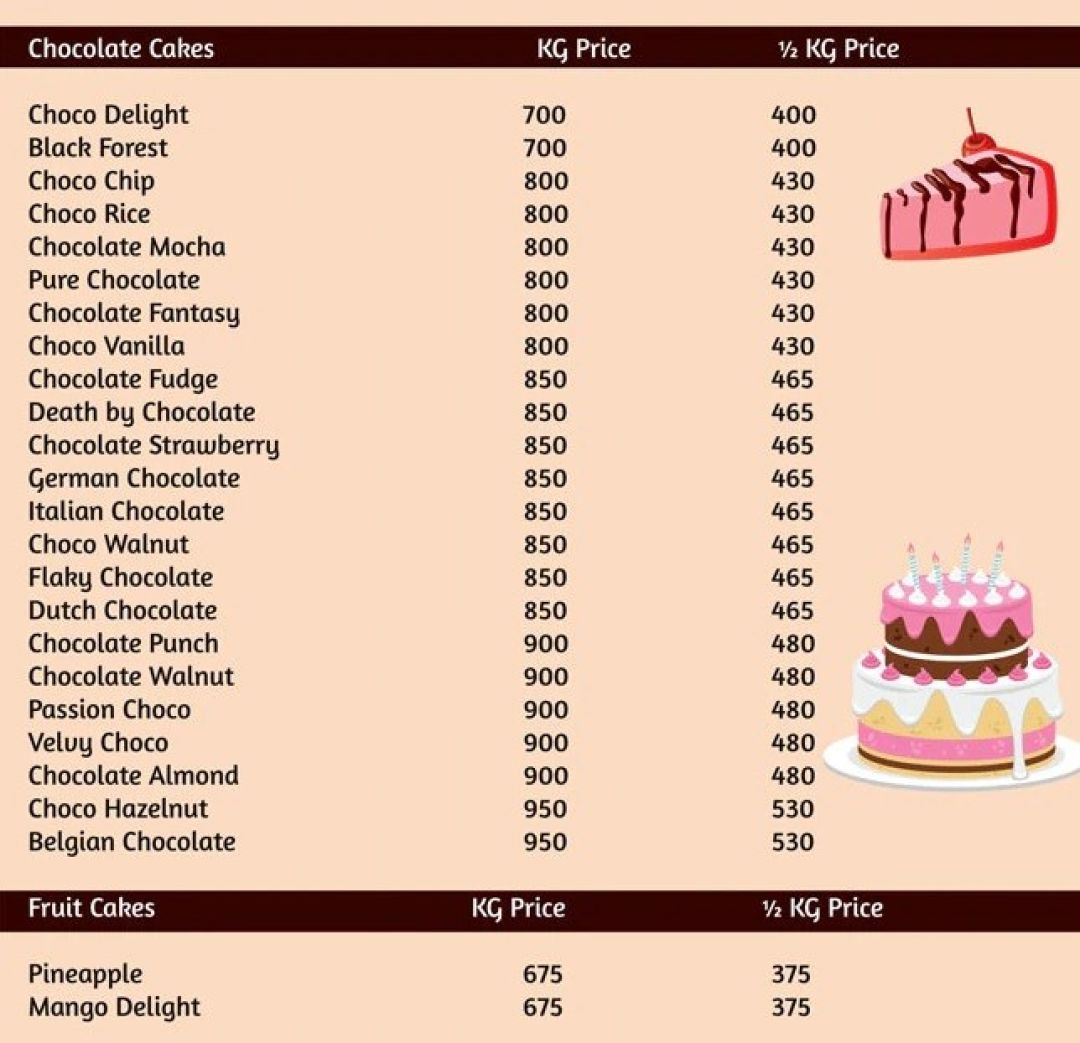 Chocolate Cakes KG Price ½ KG Price
Choco Delight 700 400
Black Forest 700 400
Choco Chip 800 430
Choco Rice 800 430
Chocolate Mocha 800 430
Pure Chocolate 800 430
Chocolate Fantasy 800 430
Choco Vanilla 800 430
Chocolate Fudge 850 465
Death by Chocolate 850 465
Chocolate Strawberry 850 465
German Chocolate 850 465
Italian Chocolate 850 465
Choco Walnut 850 465
Flaky Chocolate 850 465
Dutch Chocolate 850 465
Chocolate Punch 900 480
Chocolate Walnut 900 480
Passion Choco 900 480
Velvy Choco 900 480
Chocolate Almond 900 480
Choco Hazelnut 950 530
Belgian Chocolate 950 530
Fruit Cakes KG Price ½ KG Price
Pineapple 675 375
Mango Delight 675 375